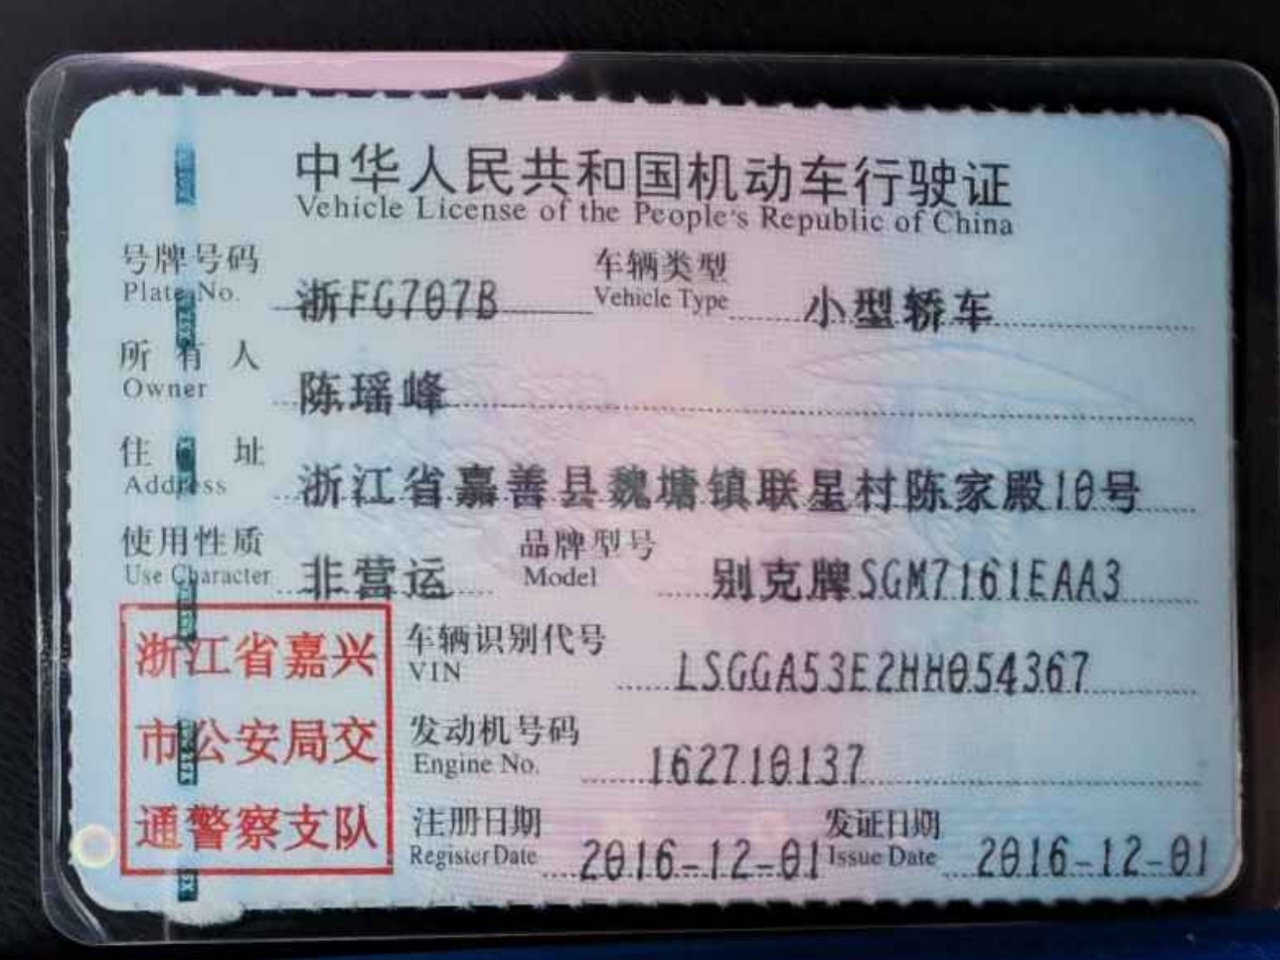 中华人民共和国机动车行驶证
Vehicle License of the People's Republic of China
号牌号码 浙FG707B 车辆类型 小型轿车
Plate No. Vehicle Type
所有人 陈瑶峰
Owner
住址 浙江省嘉善县魏塘镇联星村陈家殿10号
Address
使用性质 非营运 品牌型号 别克牌SGM7161EAA3
Use Character Model
浙江省嘉兴
市公安局交
通警察支队
车辆识别代号 LSGGA53E2HH054367
VIN
发动机号码 162710137
Engine No.
注册日期 2016-12-01 发证日期 2016-12-01
Register Date Issue Date